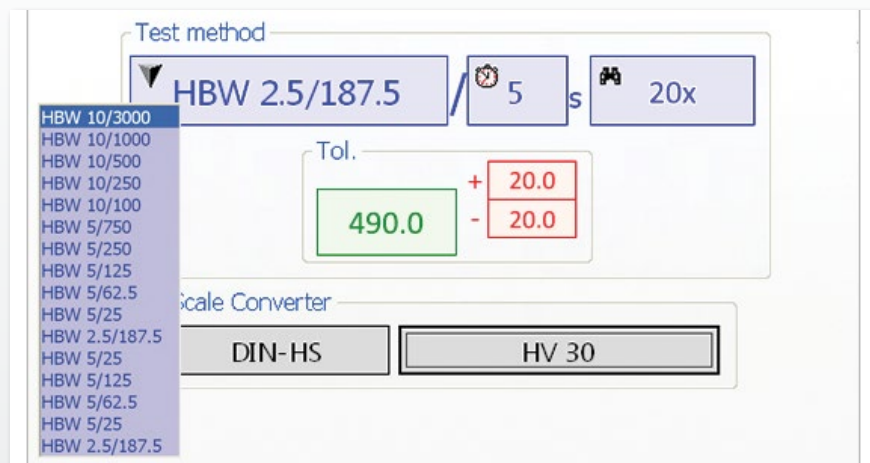 Test method
HBW 2.5/187.5 / 5 s 20x
HBW 10/3000
HBW 10/1000
HBW 10/500
HBW 10/250
HBW 10/100
HBW 5/750
HBW 5/250
HBW 5/125
HBW 5/62.5
HBW 5/25
HBW 2.5/187.5
HBW 5/25
HBW 5/125
HBW 5/62.5
HBW 5/25
HBW 2.5/187.5
Tol.
490.0
+ 20.0
- 20.0
Scale Converter
DIN-HS
HV 30